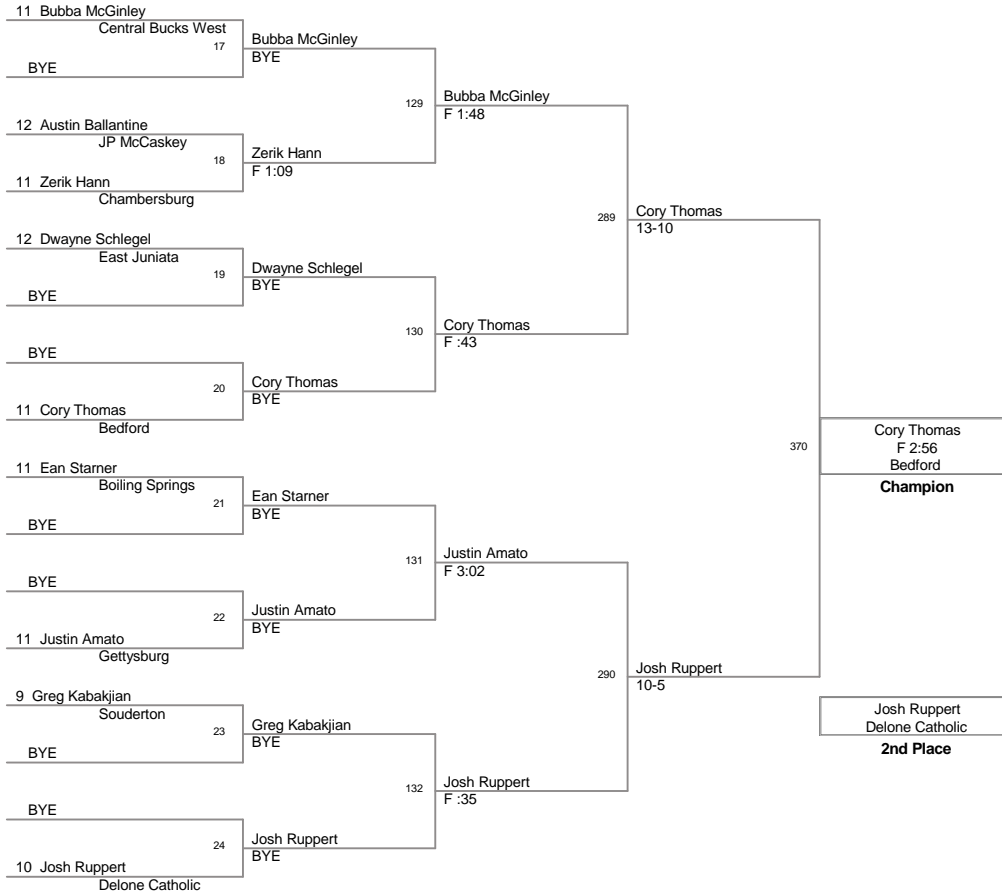 11 Bubba McGinley
Central Bucks West
17
BYE
12 Austin Ballantine
JP McCaskey
18
11 Zerik Hann
Chambersburg
12 Dwayne Schlegel
East Juniata
19
BYE
BYE
20
11 Cory Thomas
Bedford
11 Ean Starner
Boiling Springs
21
BYE
BYE
22
11 Justin Amato
Gettysburg
9 Greg Kabakjian
Souderton
23
BYE
BYE
24
10 Josh Ruppert
Delone Catholic
Bubba McGinley
BYE
129
Zerik Hann
F 1:09
Dwayne Schlegel
BYE
130
Cory Thomas
BYE
Ean Starner
BYE
131
Justin Amato
BYE
Greg Kabakjian
BYE
132
Josh Ruppert
BYE
Bubba McGinley
F 1:48
289
Cory Thomas
F :43
Justin Amato
F 3:02
290
Josh Ruppert
F :35
Cory Thomas
13-10
370
Josh Ruppert
10-5
Cory Thomas
F 2:56
Bedford
Champion
Josh Ruppert
Delone Catholic
2nd Place